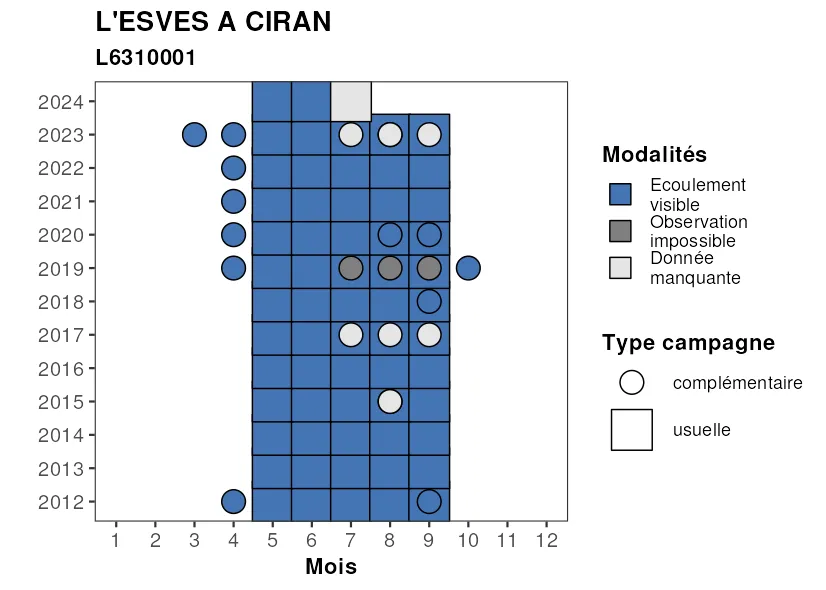 L'ESVES A CIRAN
L6310001
2024
2023
2022
2021
2020
2019
2018
2017
2016
2015
2014
2013
2012
1 2 3 4 5 6 7 8 9 10 11 12
Mois
Modalités
Ecoulement
visible
Observation
impossible
Donnée
manquante
Type campagne
complémentaire
usuelle